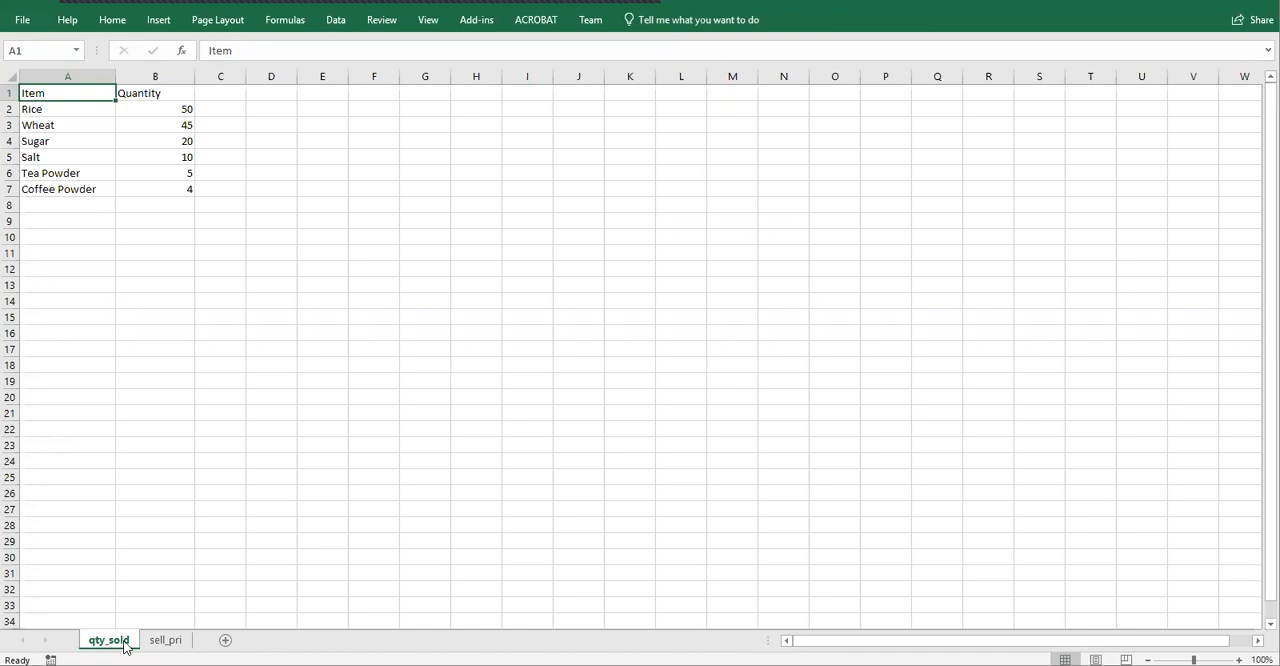 File Help Home Insert Page Layout Formulas Data Review View Add-ins ACROBAT Team Tell me what you want to do Share
A1 fx Item
A B C D E F G H I J K L M N O P Q R S T U V W
1 Item Quantity
2 Rice 50
3 Wheat 45
4 Sugar 20
5 Salt 10
6 Tea Powder 5
7 Coffee Powder 4
8
9
10
11
12
13
14
15
16
17
18
19
20
21
22
23
24
25
26
27
28
29
30
31
32
33
34
qty_sold sell_pri
Ready 100%